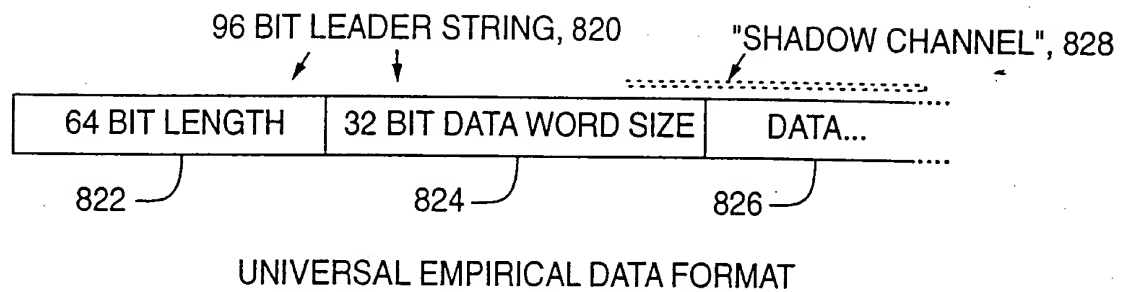 96 BIT LEADER STRING, 820
"SHADOW CHANNEL", 828
64 BIT LENGTH
32 BIT DATA WORD SIZE
DATA...
822
824
826
UNIVERSAL EMPIRICAL DATA FORMAT